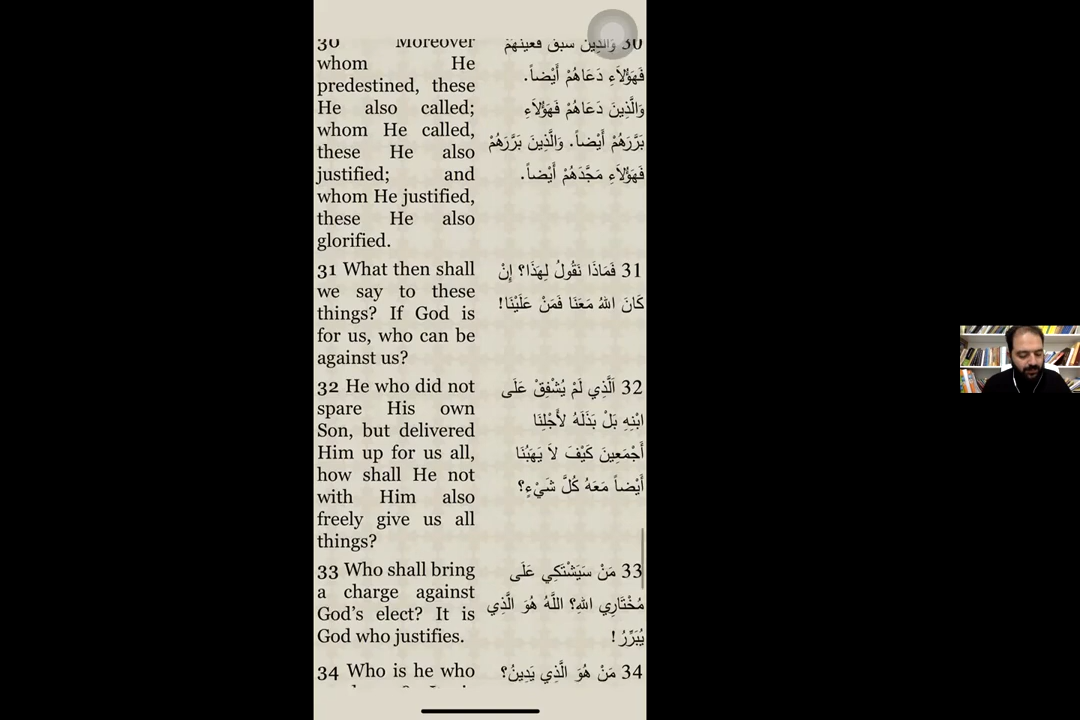 30 Moreover
whom He
predestined, these
He also called;
whom He called,
these He also
justified; and
whom He justified,
these He also
glorified.
30 وَالَّذِينَ سَبَقَ فَعَيَّنَهُمْ
فَهَؤُلاَءِ دَعَاهُمْ أَيْضاً.
وَالَّذِينَ دَعَاهُمْ فَهَؤُلاَءِ
بَرَّرَهُمْ أَيْضاً. وَالَّذِينَ بَرَّرَهُمْ
فَهَؤُلاَءِ مَجَّدَهُمْ أَيْضاً.
31 What then shall
we say to these
things? If God is
for us, who can be
against us?
31 فَمَاذَا نَقُولُ لِهَذَا؟ إِنْ
كَانَ اللهُ مَعَنَا فَمَنْ عَلَيْنَا!
32 He who did not
spare His own
Son, but delivered
Him up for us all,
how shall He not
with Him also
freely give us all
things?
32 اَلَّذِي لَمْ يُشْفِقْ عَلَى
ابْنِهِ بَلْ بَذَلَهُ لأَجْلِنَا
أَجْمَعِينَ كَيْفَ لاَ يَهَبُنَا
أَيْضاً مَعَهُ كُلَّ شَيْءٍ؟
33 Who shall bring
a charge against
God’s elect? It is
God who justifies.
33 مَنْ سَيَشْتَكِي عَلَى
مُخْتَارِي اللهِ؟ اَللَّهُ هُوَ الَّذِي
يُبَرِّرُ!
34 Who is he who
34 مَنْ هُوَ الَّذِي يَدِينُ؟